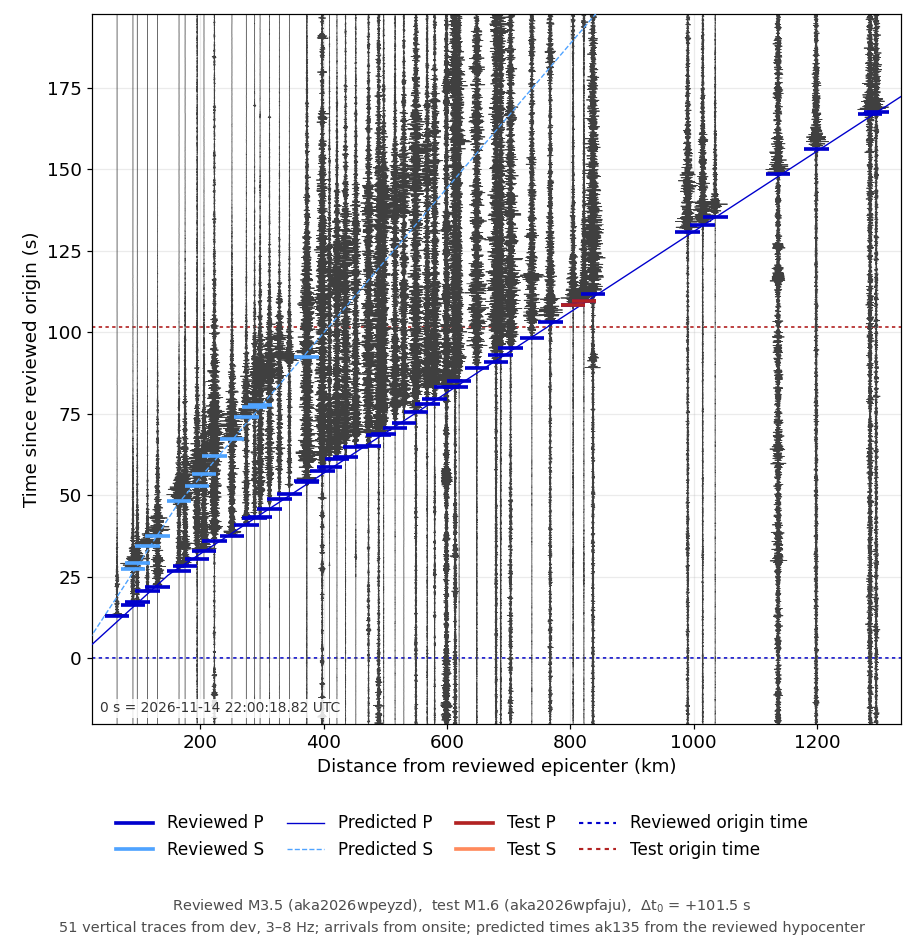 175
150
125
100
75
50
25
0
Time since reviewed origin (s)
0 s = 2026-11-14 22:00:18.82 UTC
200 400 600 800 1000 1200
Distance from reviewed epicenter (km)
Reviewed P Predicted P Test P Reviewed origin time
Reviewed S Predicted S Test S Test origin time
Reviewed M3.5 (aka2026wpeyzd), test M1.6 (aka2026wpfaju), Δt₀ = +101.5 s
51 vertical traces from dev, 3–8 Hz; arrivals from onsite; predicted times ak135 from the reviewed hypocenter